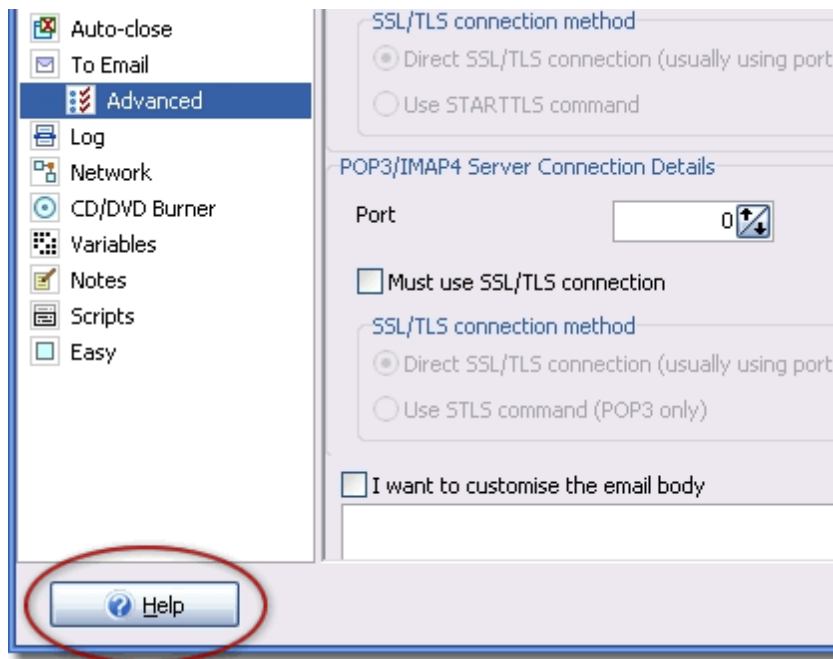 Auto-close
To Email
Advanced
Log
Network
CD/DVD Burner
Variables
Notes
Scripts
Easy
SSL/TLS connection method
Direct SSL/TLS connection (usually using port
Use STARTTLS command
POP3/IMAP4 Server Connection Details
Port
0
Must use SSL/TLS connection
SSL/TLS connection method
Direct SSL/TLS connection (usually using port
Use STLS command (POP3 only)
I want to customise the email body
Help